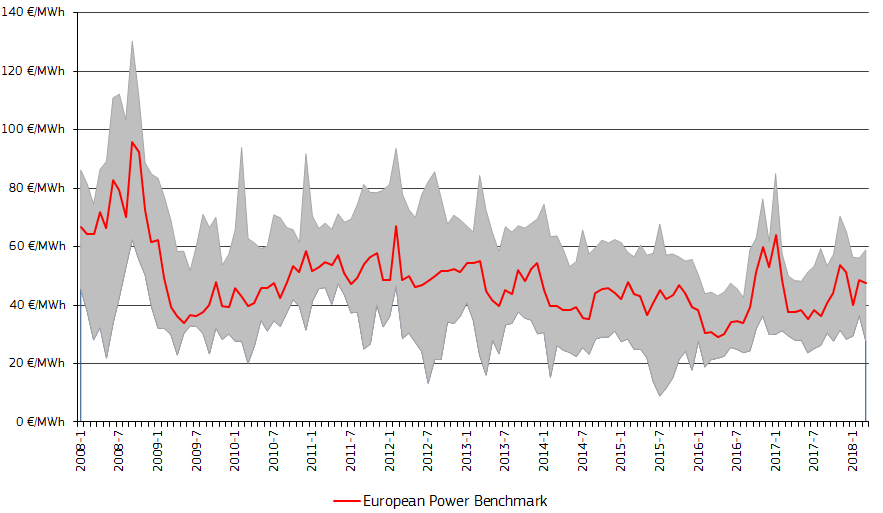 140 €/MWh
120 €/MWh
100 €/MWh
80 €/MWh
60 €/MWh
40 €/MWh
20 €/MWh
0 €/MWh
2008-1
2008-7
2009-1
2009-7
2010-1
2010-7
2011-1
2011-7
2012-1
2012-7
2013-1
2013-7
2014-1
2014-7
2015-1
2015-7
2016-1
2016-7
2017-1
2017-7
2018-1
European Power Benchmark